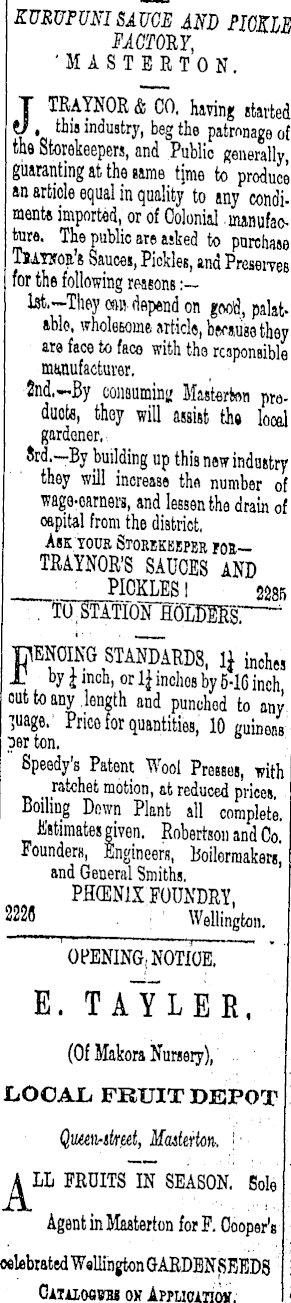 KURUPUNI SAUCE AND PICKLE
FACTORY,
MASTERTON.
J. TRAYNOR & CO. having started
this industry, beg the patronage of
the Storekeepers, and Public generally,
guaranting at the same time to produce
an article equal in quality to any condi-
ments imported, or of Colonial manufac-
ture. The public are asked to purchase
TRAYNOR's Sauces, Pickles, and Preserves
for the following reasons :—
1st.—They can depend on good, palat-
able, wholesome article, because they
are face to face with the responsible
manufacturer.
2nd.—By consuming Masterton pro-
ducts, they will assist the local
gardener.
3rd.—By building up this new industry
they will increase the number of
wage-earners, and lessen the drain of
capital from the district.
ASK YOUR STOREKEEPER FOR—
TRAYNOR'S SAUCES AND
PICKLES! 2285
TO STATION HOLDERS.
FENCING STANDARDS, 1¼ inches
by ¼ inch, or 1¼ inches by 5-16 inch,
cut to any length and punched to any
guage. Price for quantities, 10 guineas
per ton.
Speedy's Patent Wool Presses, with
ratchet motion, at reduced prices.
Boiling Down Plant all complete.
Estimates given. Robertson and Co.
Founders, Engineers, Boilermakers,
and General Smiths.
PHŒNIX FOUNDRY,
2226 Wellington.
OPENING NOTICE.
E. TAYLER,
(Of Makora Nursery),
LOCAL FRUIT DEPOT
Queen-street, Masterton.
ALL FRUITS IN SEASON. Sole
Agent in Masterton for F. Cooper's
celebrated Wellington GARDEN SEEDS
CATALOGUES ON APPLICATION.